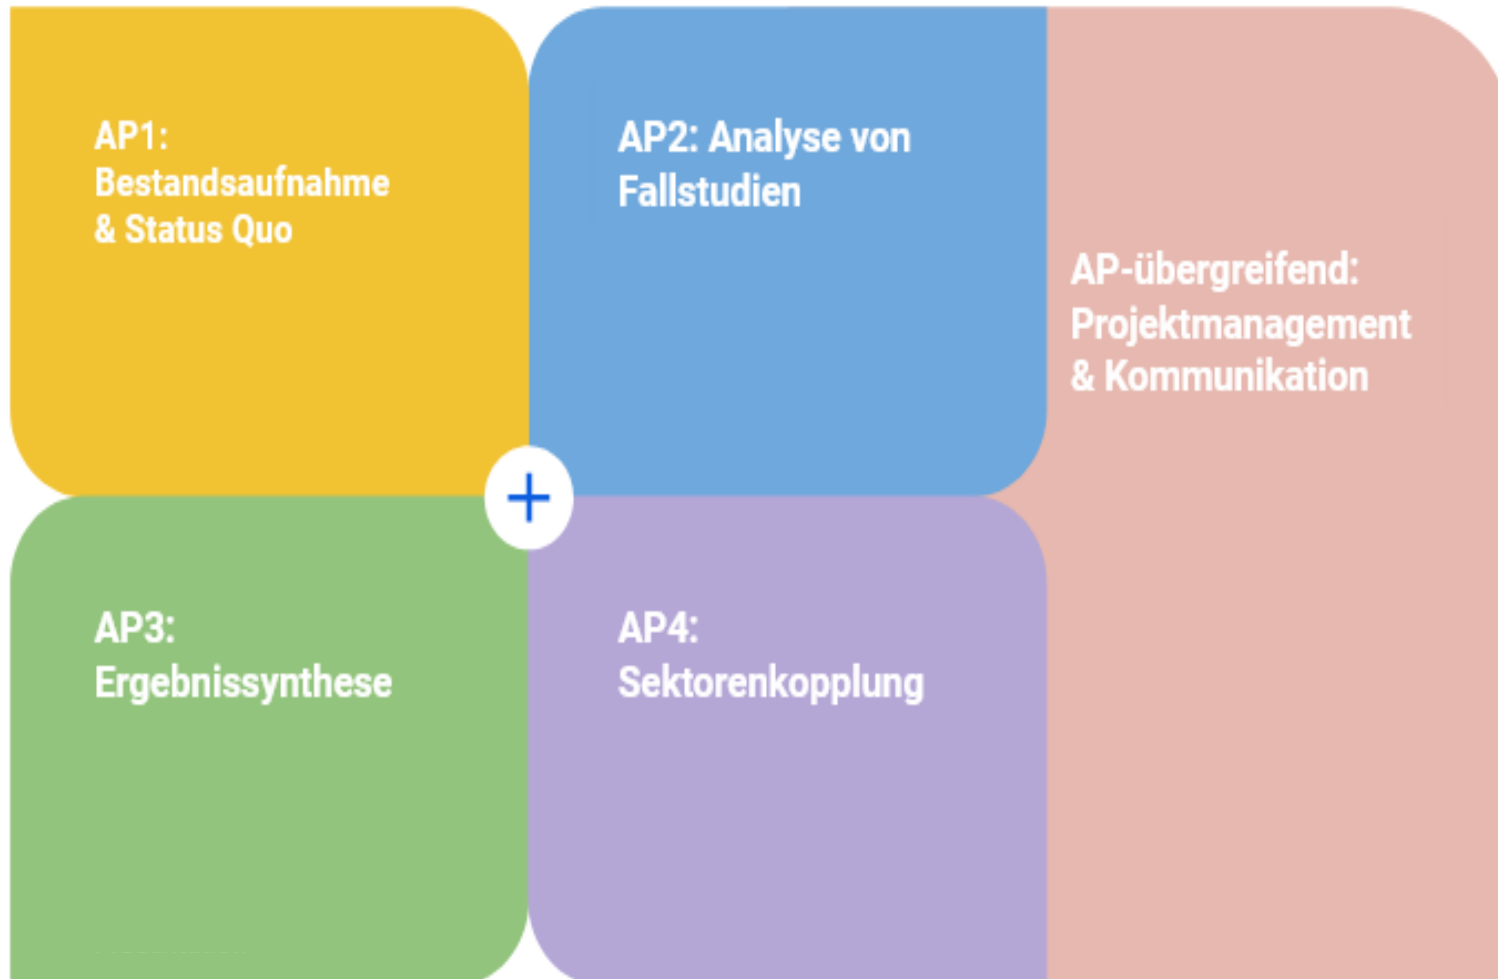 AP1:
Bestandsaufnahme
& Status Quo
AP2: Analyse von
Fallstudien
AP-übergreifend:
Projektmanagement
& Kommunikation
AP3:
Ergebnissynthese
AP4:
Sektorenkopplung